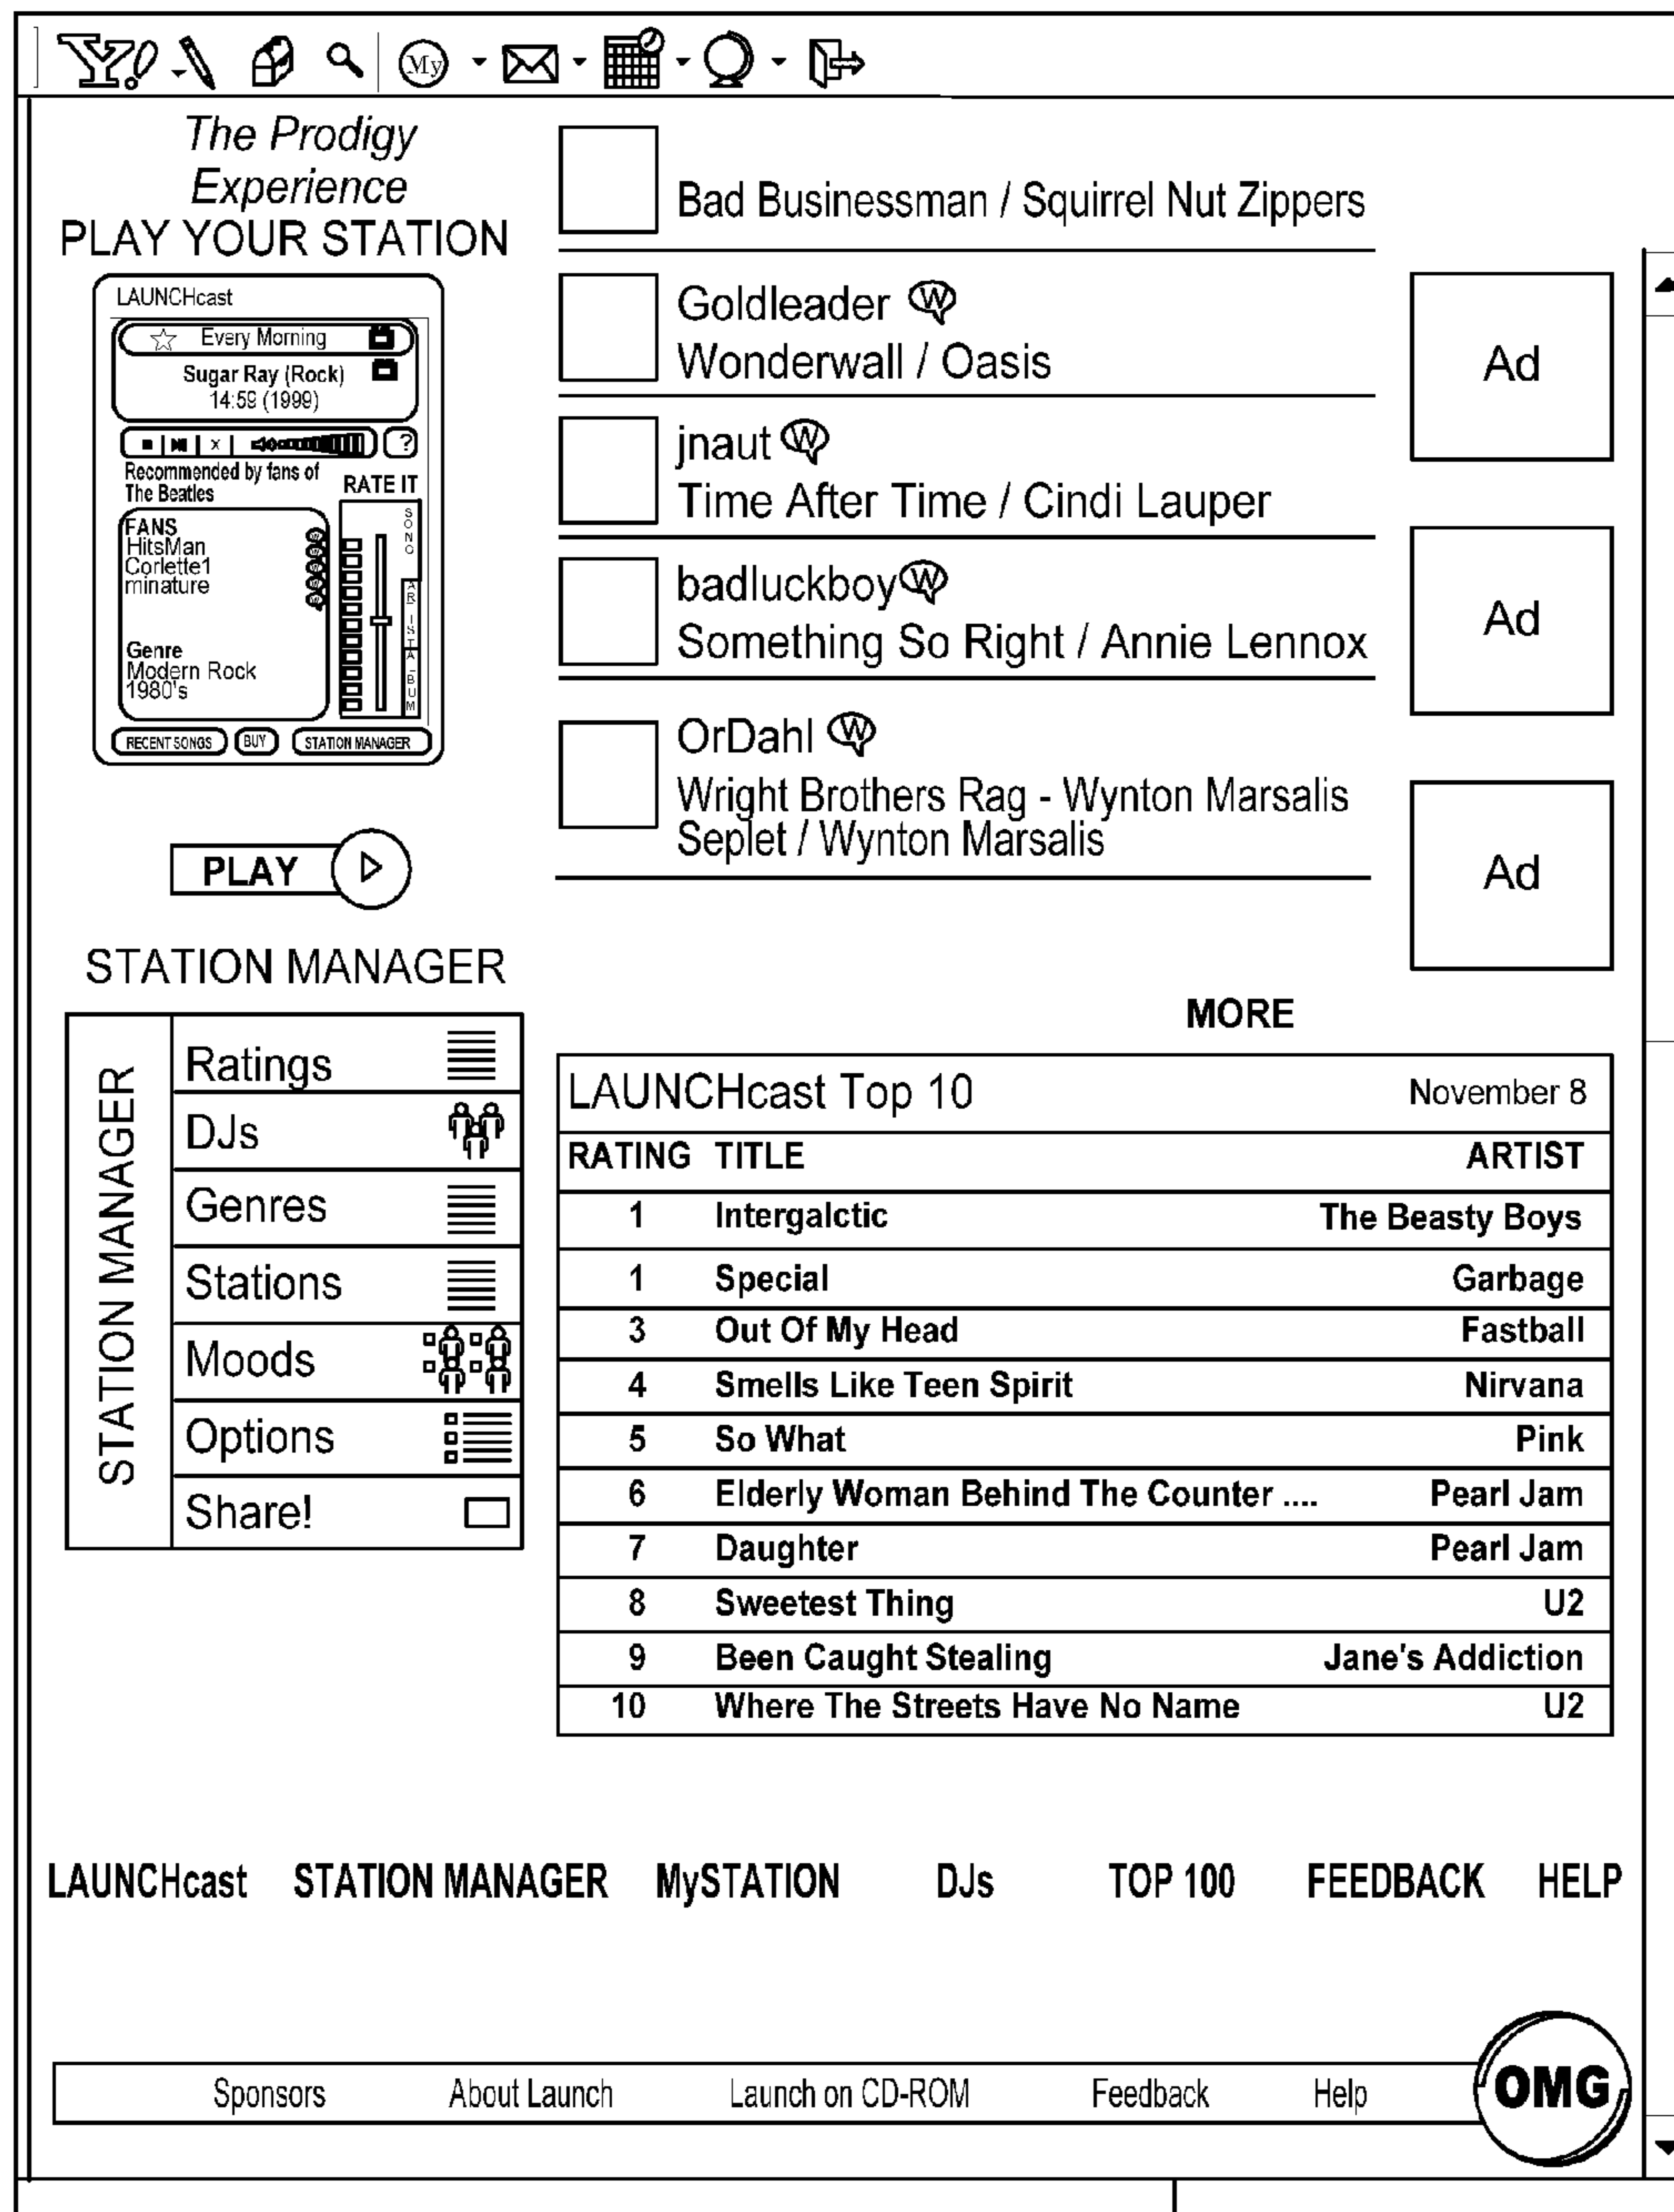 Y!
My
The Prodigy
Experience
PLAY YOUR STATION
LAUNCHcast
Every Morning
Sugar Ray (Rock)
14:59 (1999)
x
?
Recommended by fans of
The Beatles
RATE IT
FANS
HitsMan
Corlette1
minature
Genre
Modern Rock
1980's
SONG
ARIST
A-BUM
RECENT SONGS
BUY
STATION MANAGER
PLAY
STATION MANAGER
STATION MANAGER
Ratings
DJs
Genres
Stations
Moods
Options
Share!
Bad Businessman / Squirrel Nut Zippers
Goldleader W
Wonderwall / Oasis
jnaut W
Time After Time / Cindi Lauper
badluckboy W
Something So Right / Annie Lennox
OrDahl W
Wright Brothers Rag - Wynton Marsalis
Seplet / Wynton Marsalis
Ad
Ad
Ad
MORE
LAUNCHcast Top 10 November 8
RATING TITLE ARTIST
1 Intergalctic The Beasty Boys
1 Special Garbage
3 Out Of My Head Fastball
4 Smells Like Teen Spirit Nirvana
5 So What Pink
6 Elderly Woman Behind The Counter .... Pearl Jam
7 Daughter Pearl Jam
8 Sweetest Thing U2
9 Been Caught Stealing Jane's Addiction
10 Where The Streets Have No Name U2
LAUNCHcast STATION MANAGER MySTATION DJs TOP 100 FEEDBACK HELP
Sponsors About Launch Launch on CD-ROM Feedback Help
OMG